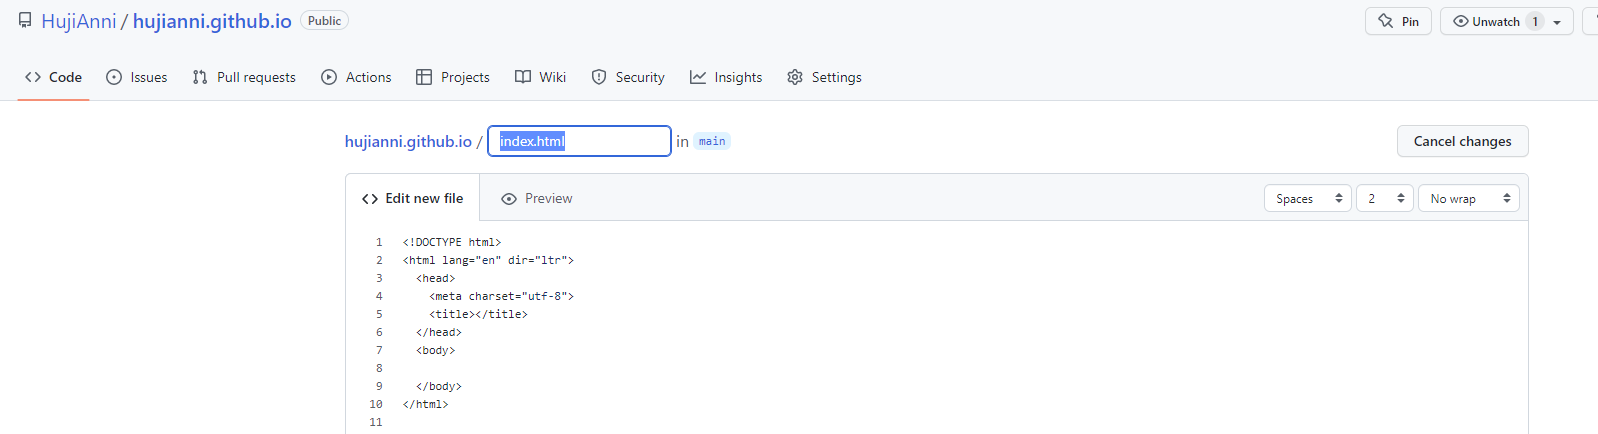 HujiAnni / hujianni.github.io Public Pin Unwatch 1
Code Issues Pull requests Actions Projects Wiki Security Insights Settings
hujianni.github.io / index.html in main Cancel changes
Edit new file Preview Spaces 2 No wrap
1 <!DOCTYPE html>
2 <html lang="en" dir="ltr">
3 <head>
4 <meta charset="utf-8">
5 <title></title>
6 </head>
7 <body>
8
9 </body>
10 </html>
11